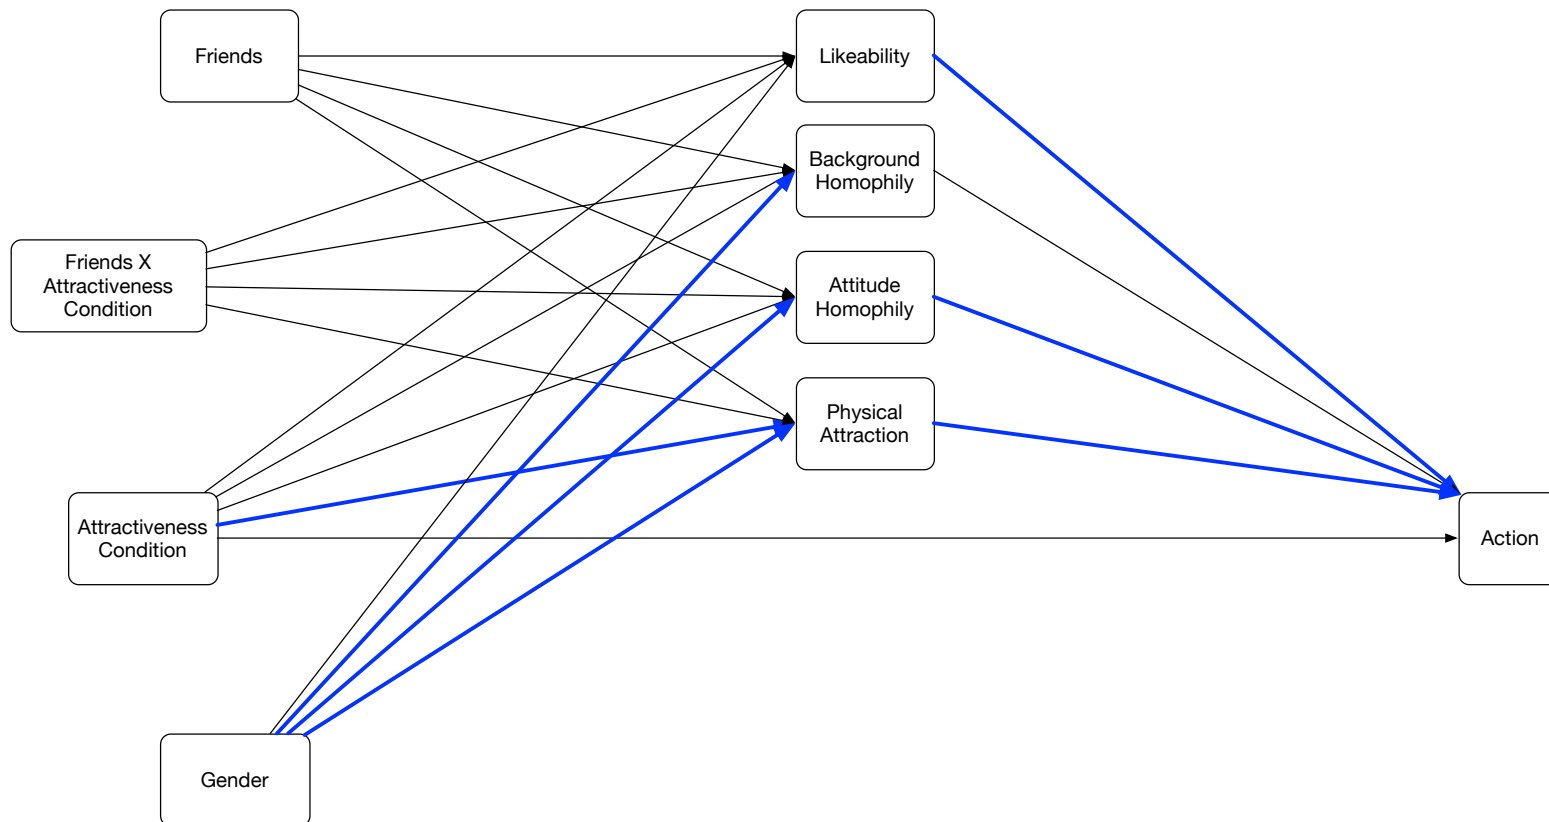 Friends
Likeability
Background
Homophily
Friends X
Attractiveness
Condition
Attitude
Homophily
Physical
Attraction
Attractiveness
Condition
Action
Gender